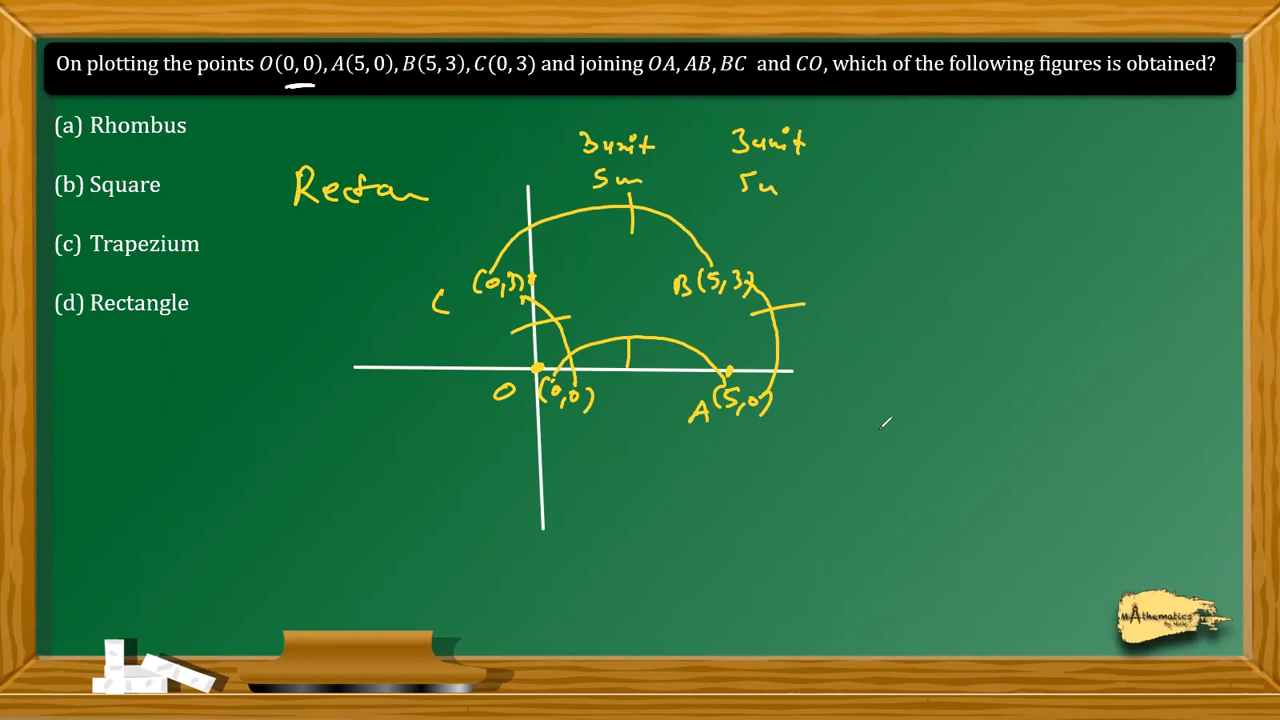 On plotting the points O(0, 0), A(5, 0), B(5, 3), C(0, 3) and joining OA, AB, BC and CO, which of the following figures is obtained?
(a) Rhombus
(b) Square
(c) Trapezium
(d) Rectangle
3 unit 3 unit
5 u 5 u
Rectan
C (0,3) B (5,3)
O (0,0) A (5,0)
mAthematics